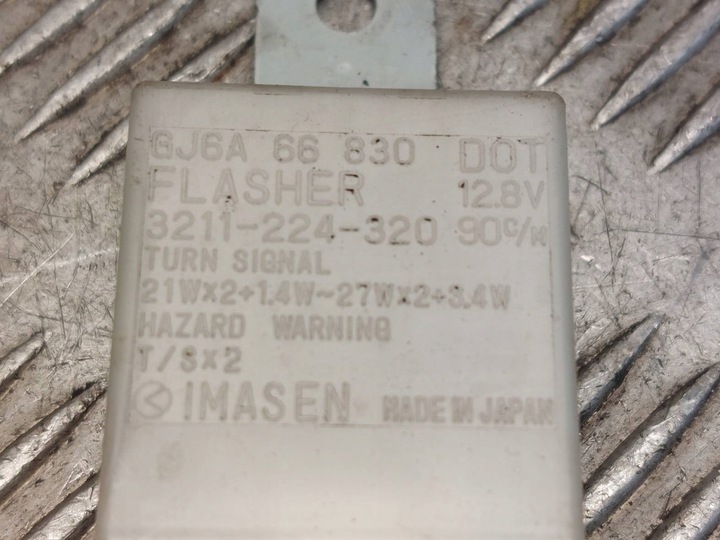 GJ6A 66 830 DOT
FLASHER 12.8V
3211-224-320 90c/M
TURN SIGNAL
21W×2+1.4W~27W×2+3.4W
HAZARD WARNING
T/S×2
IMASEN MADE IN JAPAN